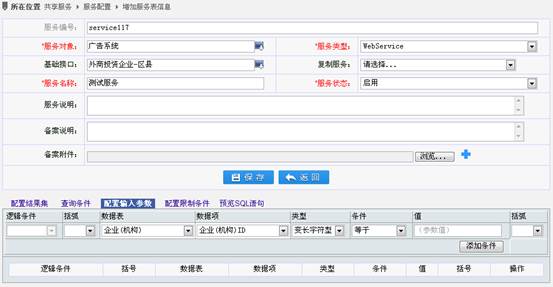 所在位置 共享服务 服务配置 增加服务表信息
服务编号: service117
*服务对象: 广告系统 *服务类型: WebService
基础接口: 外商投资企业-区县 复制服务: 请选择...
*服务名称: 测试服务 *服务状态: 启用
服务说明:
备案说明:
备案附件: 浏览...
保存 返回
配置结果集 查询条件 配置输入参数 配置限制条件 预览SQL语句
逻辑条件 括弧 数据表 数据项 类型 条件 值 括弧
企业(机构) 企业(机构)ID 变长字符型 等于 (参数值)
添加条件
逻辑条件 括号 数据表 数据项 类型 条件 值 括号 操作